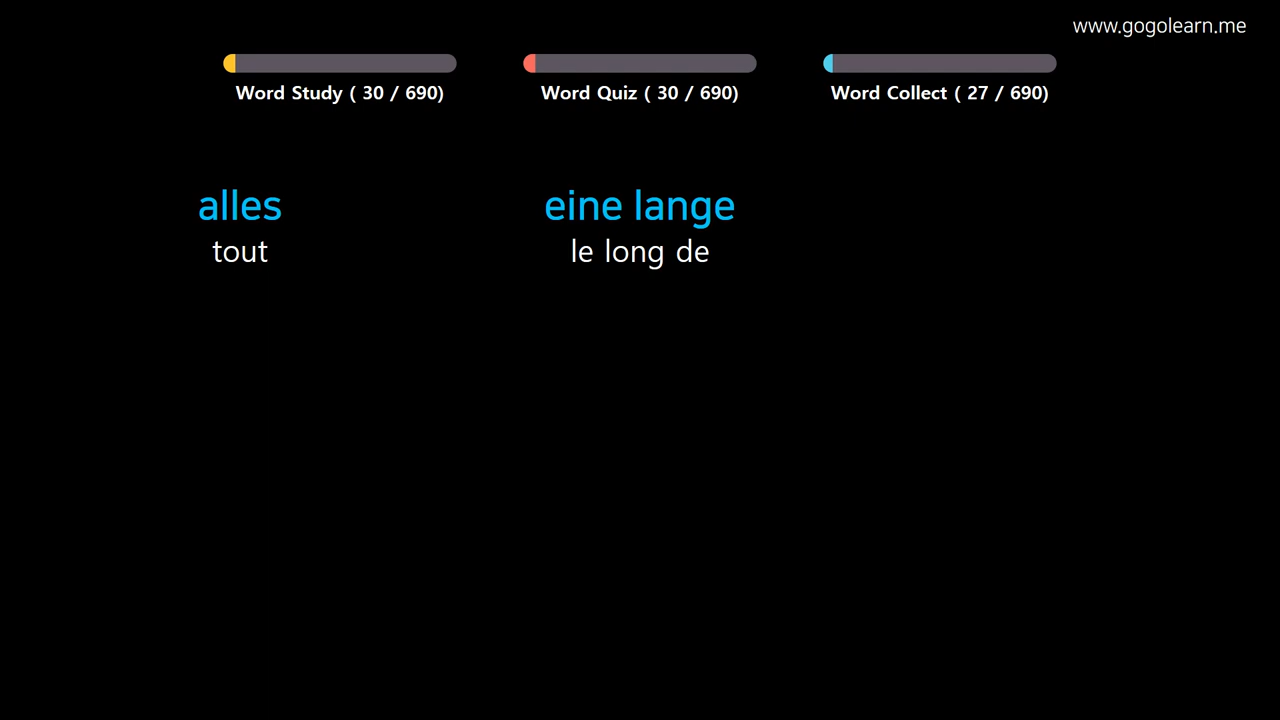 www.gogolearn.me
Word Study ( 30 / 690)
Word Quiz ( 30 / 690)
Word Collect ( 27 / 690)
alles
eine lange
tout
le long de